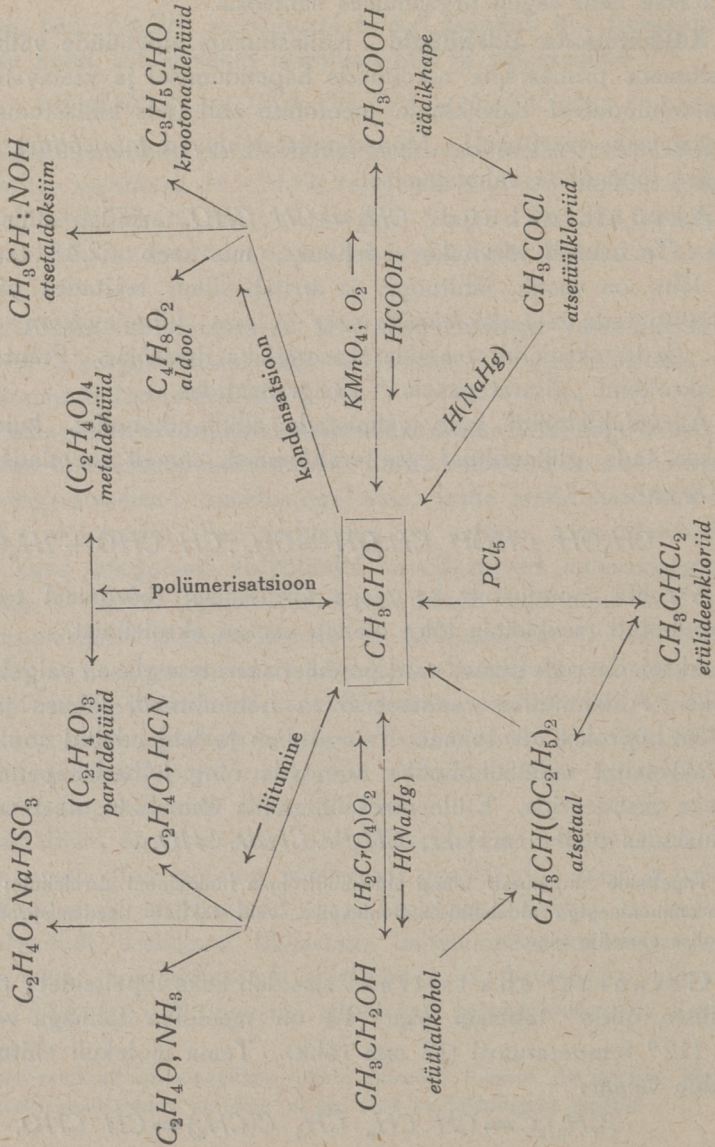 C₂H₄O, NaHSO₃
CH₃CH : NOH
atsetaldoksiim
(C₂H₄O)₃
paraldehüüd
(C₂H₄O)₄
metaldehüüd
C₂H₄O, NH₃
C₂H₄O, HCN
C₄H₈O₂
aldool
C₃H₅CHO
krootonaldehüüd
polümerisatsioon
liitumine
kondensatsioon
CH₃CH₂OH
etüülalkohol
(H₂CrO₄)O₂
H(NaHg)
CH₃CHO
KMnO₄; O₂
HCOOH
CH₃COOH
äädikhape
PCl₅
H(NaHg)
CH₃CH(OC₂H₅)₂
atsetaal
CH₃COCl
atsetüülkloriid
CH₃CHCl₂
etülideenkloriid